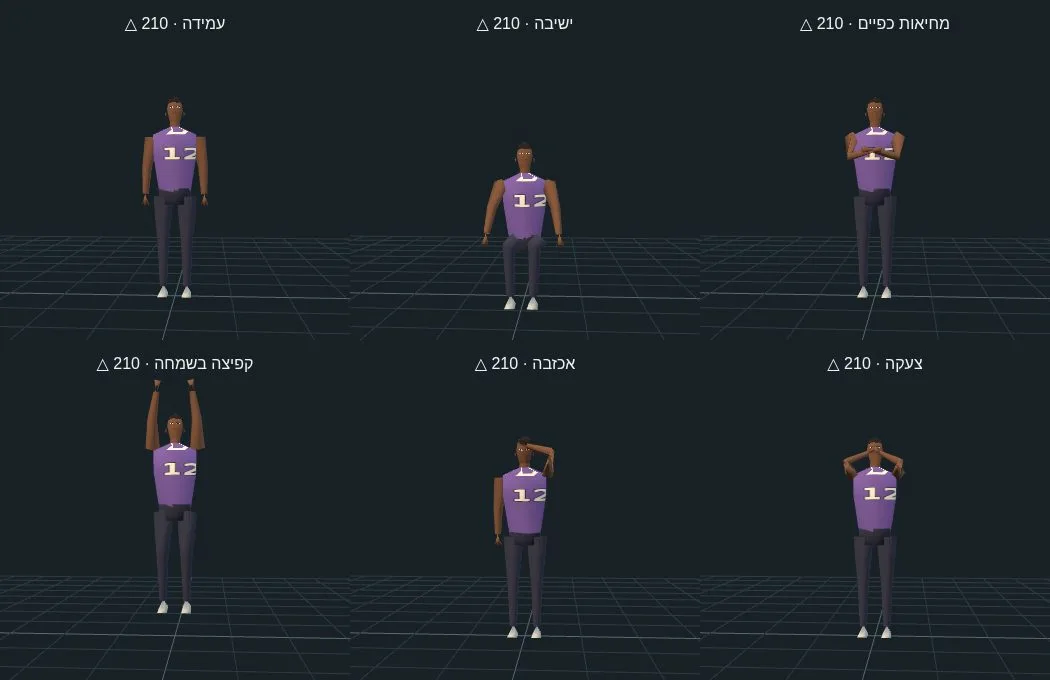 עמידה · 210 △
ישיבה · 210 △
מחיאות כפיים · 210 △
12
12
12
קפיצה בשמחה · 210 △
אכזבה · 210 △
צעקה · 210 △
12
12
12